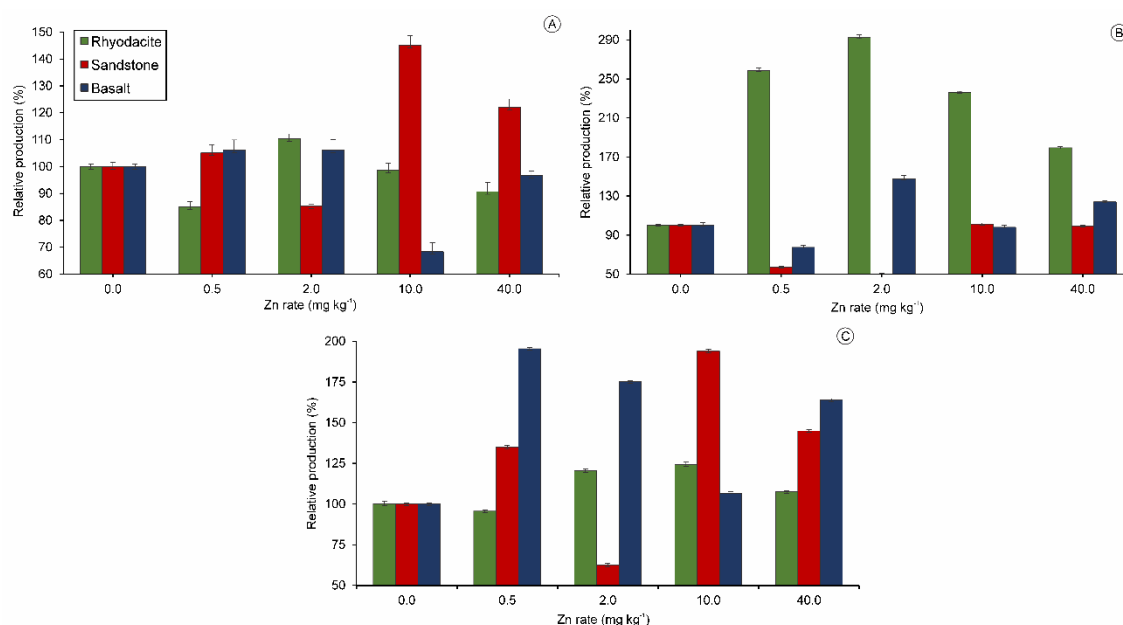 A
Relative production (%)
150
140
130
120
110
100
90
80
70
60
Rhyodacite
Sandstone
Basalt
0.0 0.5 2.0 10.0 40.0
Zn rate (mg kg⁻¹)
B
Relative production (%)
290
250
210
170
130
90
50
0.0 0.5 2.0 10.0 40.0
Zn rate (mg kg⁻¹)
C
Relative production (%)
200
175
150
125
100
75
50
0.0 0.5 2.0 10.0 40.0
Zn rate (mg kg⁻¹)